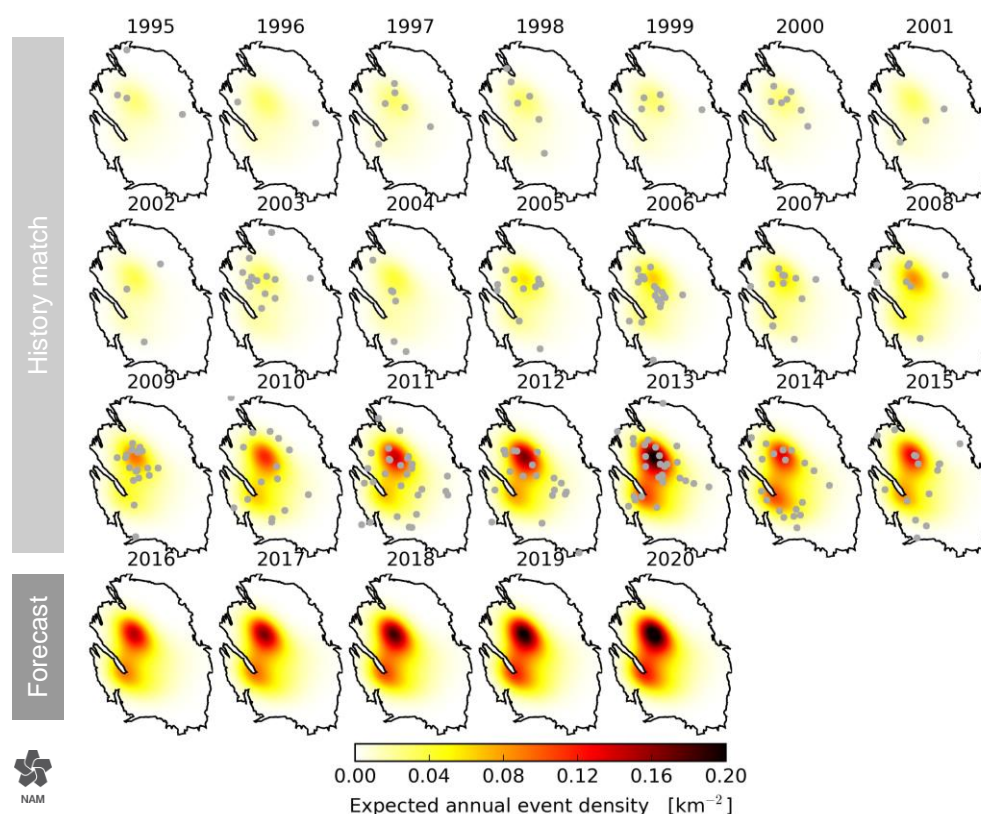 1995 1996 1997 1998 1999 2000 2001
History match
2002 2003 2004 2005 2006 2007 2008
2009 2010 2011 2012 2013 2014 2015
2016 2017 2018 2019 2020
Forecast
NAM
0.00 0.04 0.08 0.12 0.16 0.20
Expected annual event density [km⁻²]